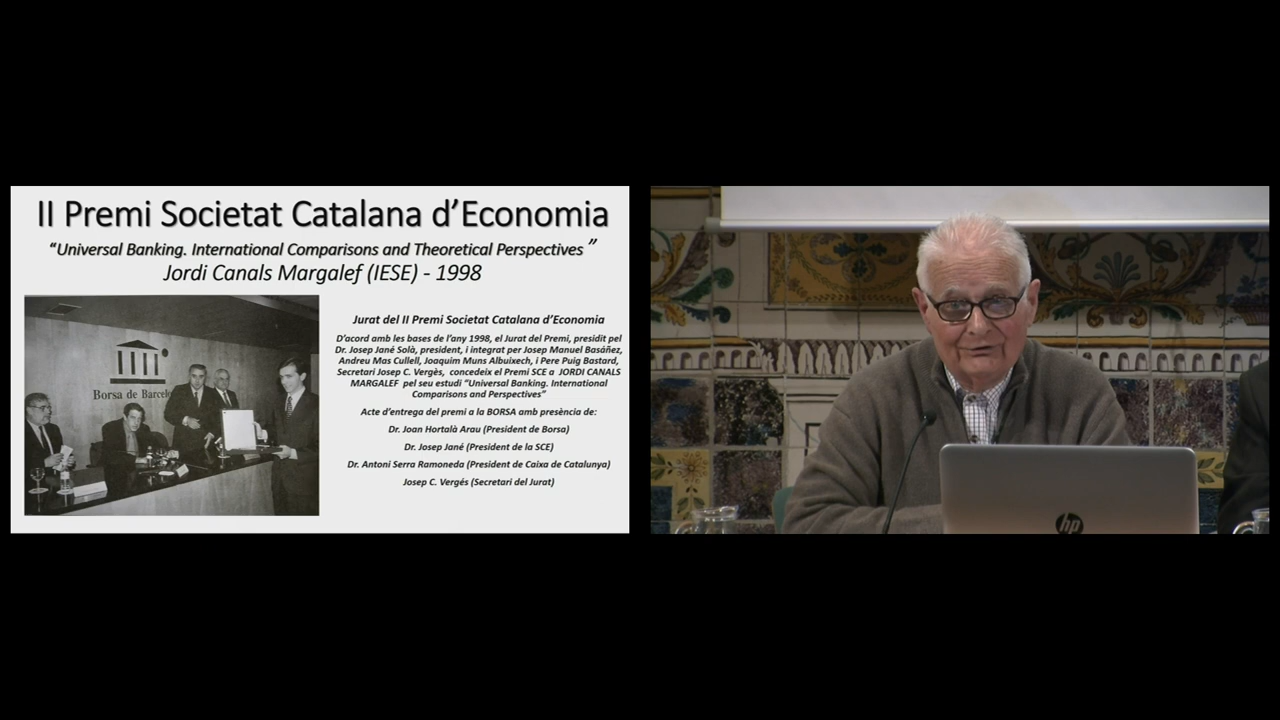 II Premi Societat Catalana d'Economia
“Universal Banking. International Comparisons and Theoretical Perspectives ”
Jordi Canals Margalef (IESE) - 1998
Borsa de Barcelo
Jurat del II Premi Societat Catalana d'Economia
D'acord amb les bases de l'any 1998, el Jurat del Premi, presidit pel
Dr. Josep Jané Solà, president, i integrat per Josep Manuel Basáñez,
Andreu Mas Cullell, Joaquim Muns Albuixech, i Pere Puig Bastard,
Secretari Josep C. Vergès, concedeix el Premi SCE a JORDI CANALS
MARGALEF pel seu estudi “Universal Banking. International
Comparisons and Perspectives”
Acte d'entrega del premi a la BORSA amb presència de:
Dr. Joan Hortalà Arau (President de Borsa)
Dr. Josep Jané (President de la SCE)
Dr. Antoni Serra Ramoneda (President de Caixa de Catalunya)
Josep C. Vergés (Secretari del Jurat)
hp